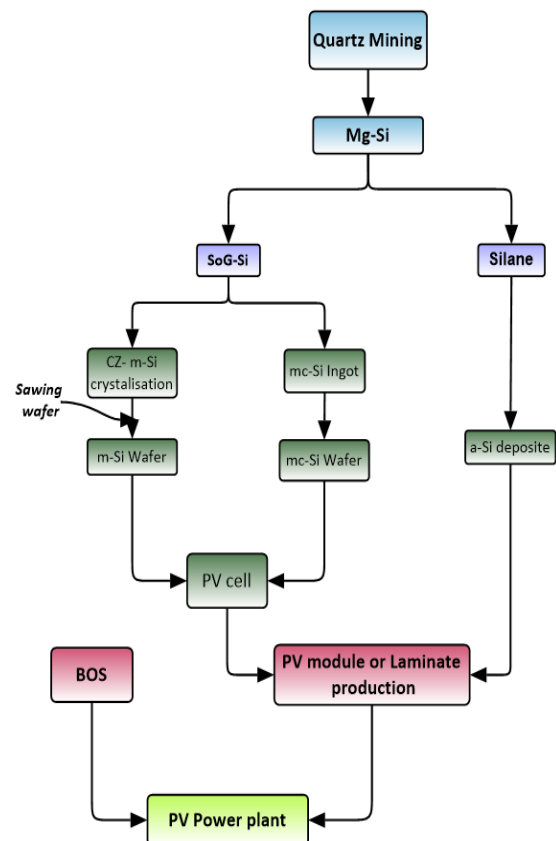 Quartz Mining
Mg-Si
SoG-Si
Silane
CZ- m-Si
crystalisation
mc-Si Ingot
Sawing
wafer
m-Si Wafer
mc-Si Wafer
a-Si deposite
PV cell
BOS
PV module or Laminate
production
PV Power plant